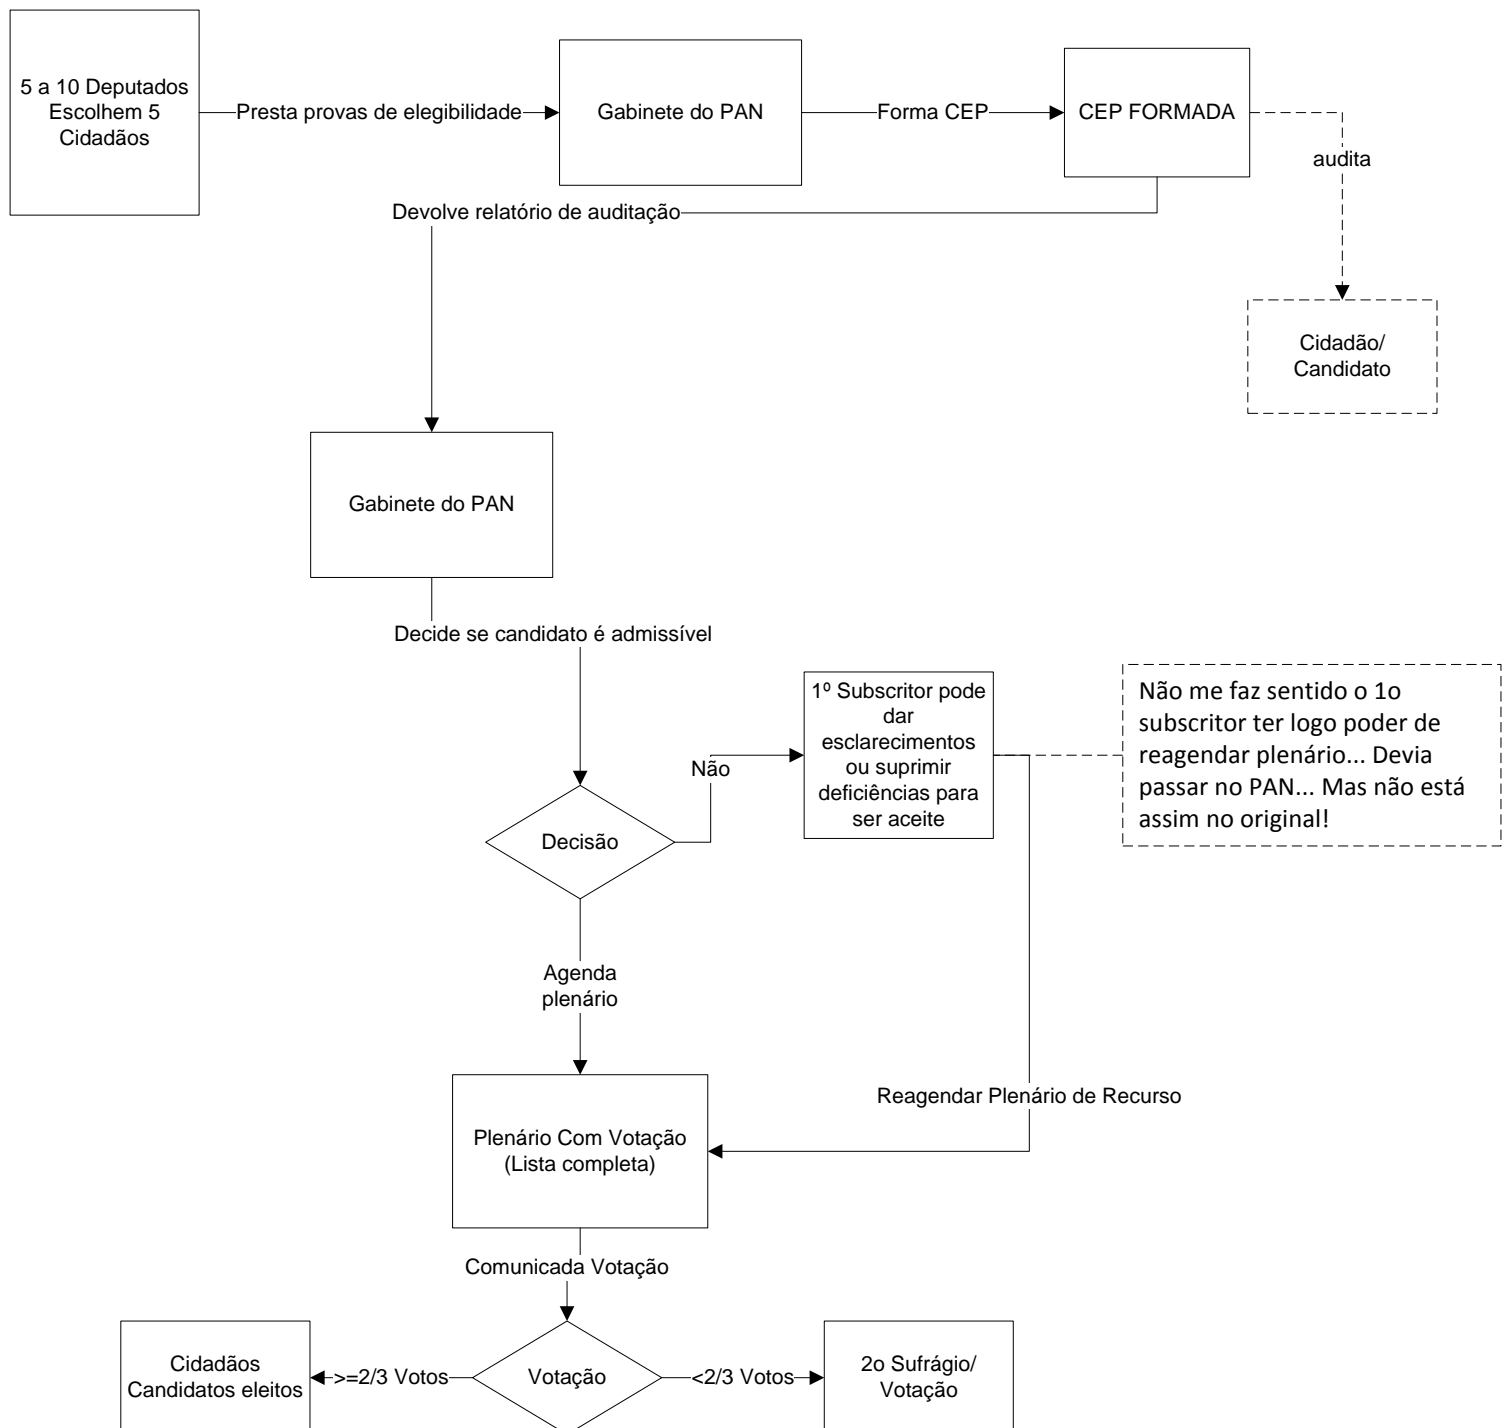 5 a 10 Deputados
Escolhem 5
Cidadãos
Presta provas de elegibilidade
Gabinete do PAN
Forma CEP
CEP FORMADA
audita
Devolve relatório de auditação
Cidadão/
Candidato
Gabinete do PAN
Decide se candidato é admissível
1º Subscritor pode
dar
esclarecimentos
ou suprimir
deficiências para
ser aceite
Não me faz sentido o 1o
subscritor ter logo poder de
reagendar plenário... Devia
passar no PAN... Mas não está
assim no original!
Não
Decisão
Agenda
plenário
Reagendar Plenário de Recurso
Plenário Com Votação
(Lista completa)
Comunicada Votação
Cidadãos
Candidatos eleitos
>=2/3 Votos
Votação
<2/3 Votos
2o Sufrágio/
Votação